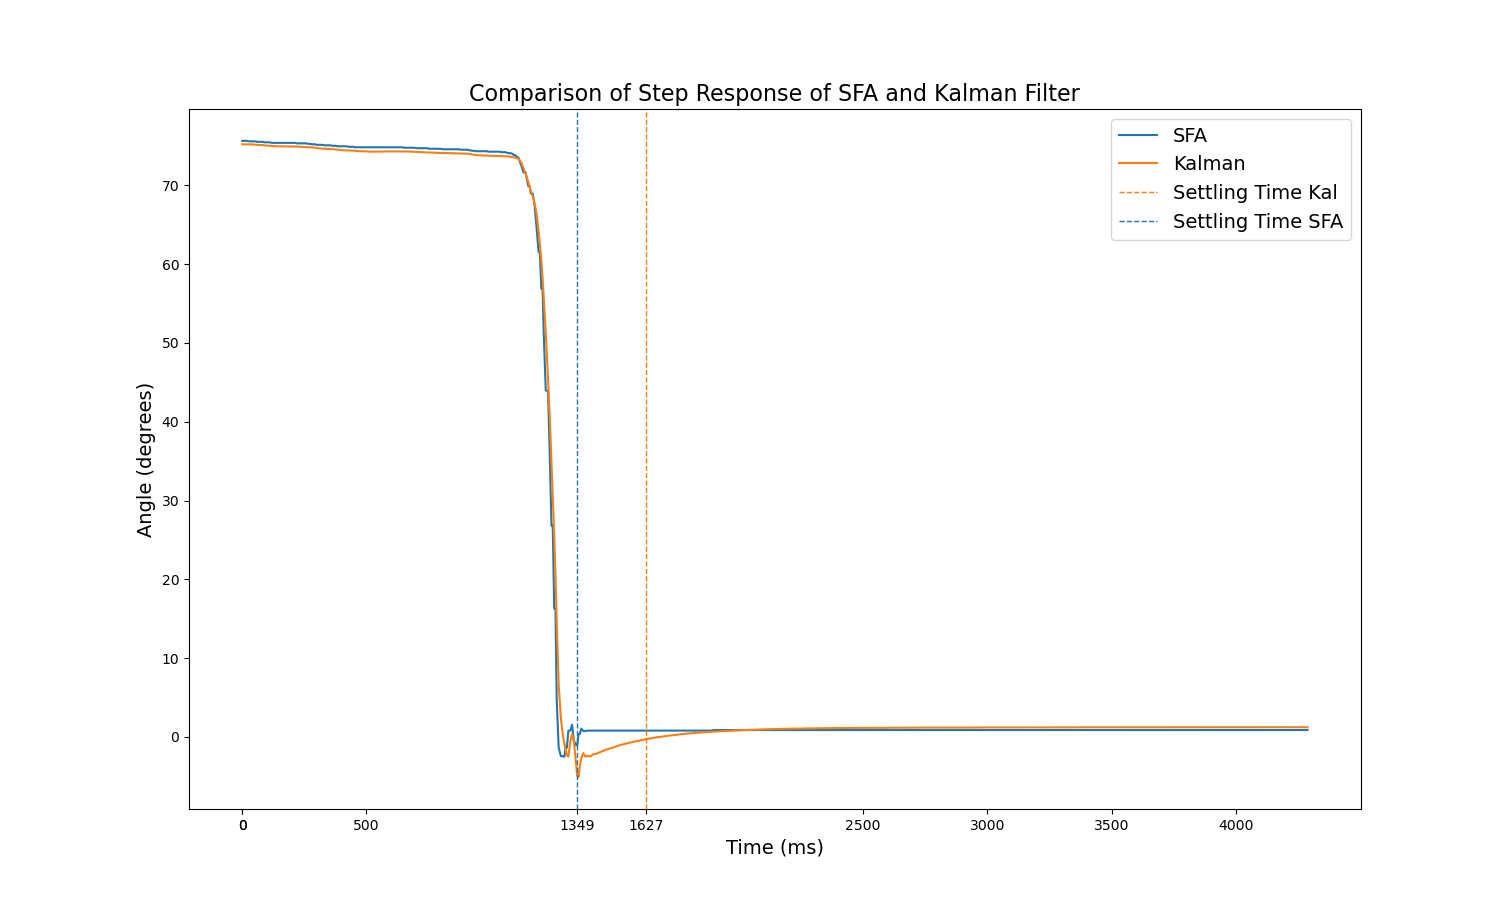 Comparison of Step Response of SFA and Kalman Filter
SFA
Kalman
Settling Time Kal
Settling Time SFA
Angle (degrees)
70
60
50
40
30
20
10
0
0 500 1349 1627 2500 3000 3500 4000
Time (ms)